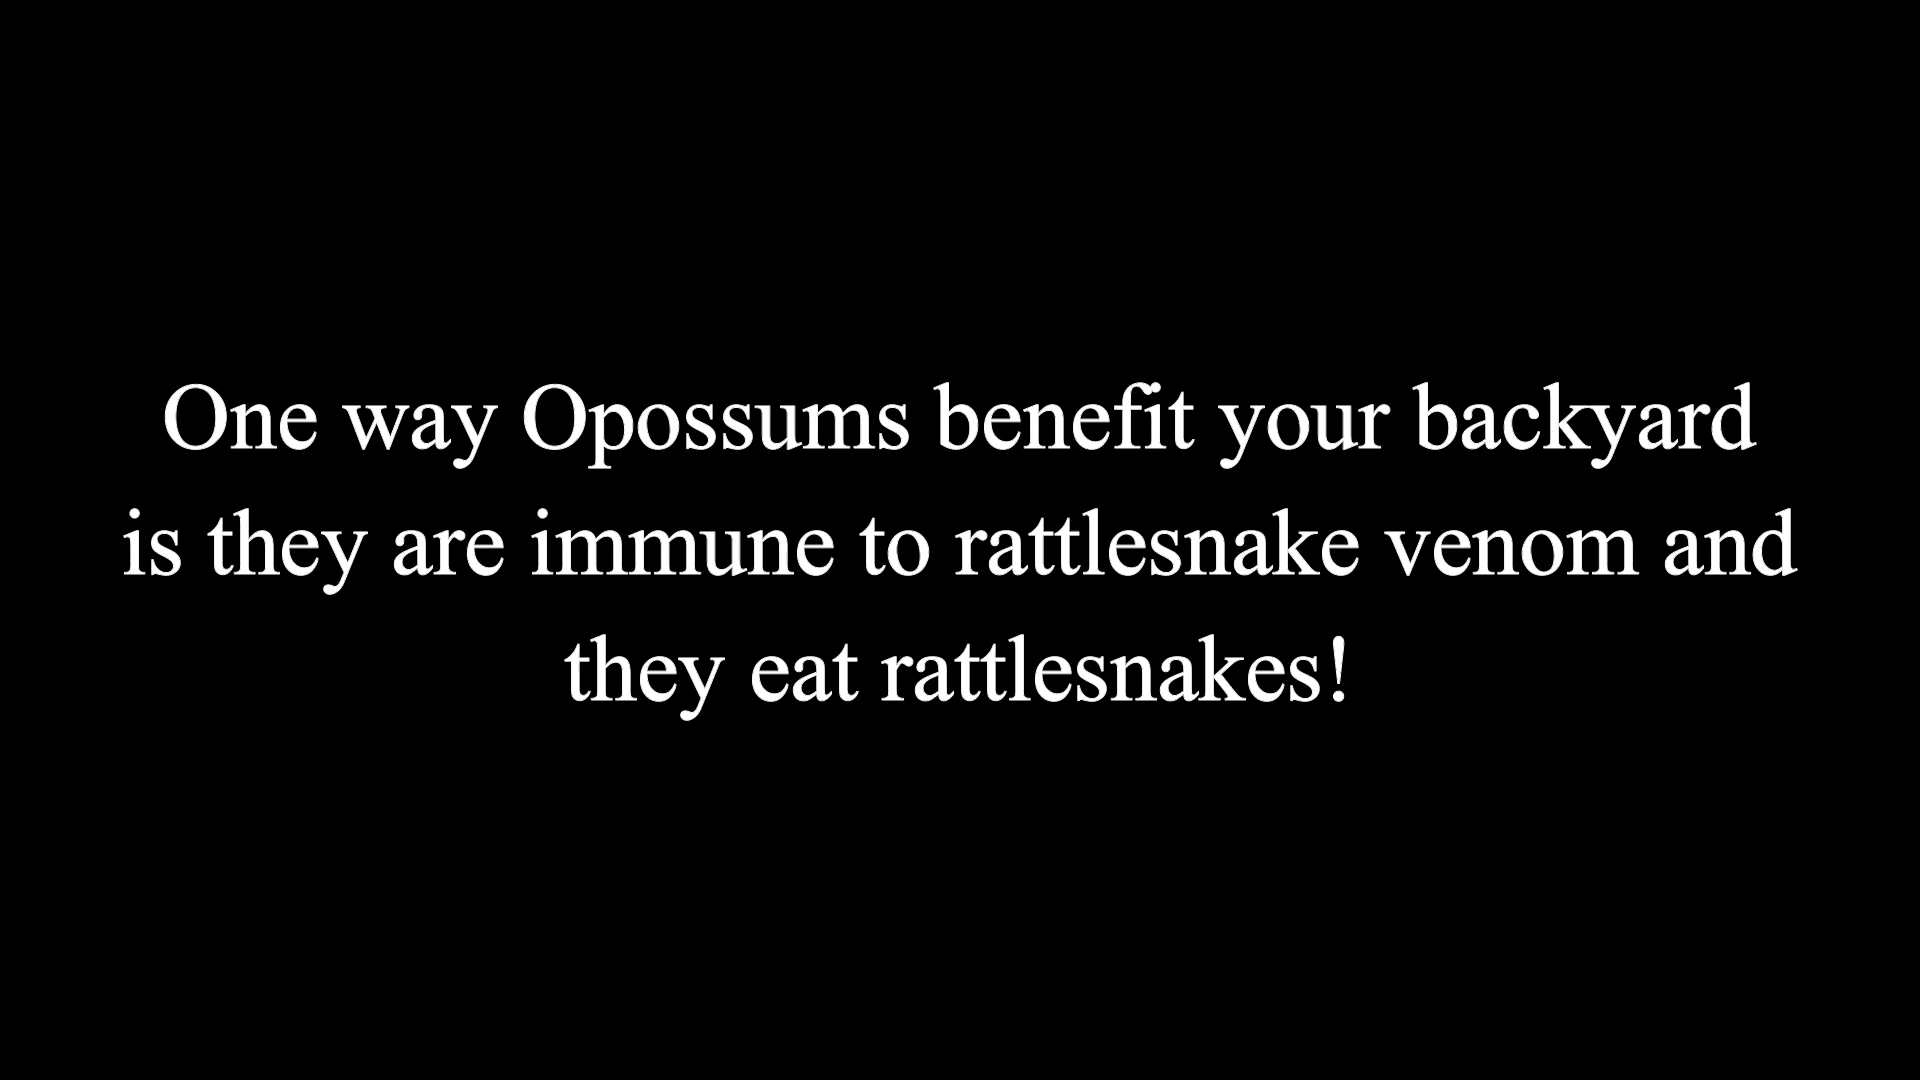 One way Opossums benefit your backyard
is they are immune to rattlesnake venom and
they eat rattlesnakes!